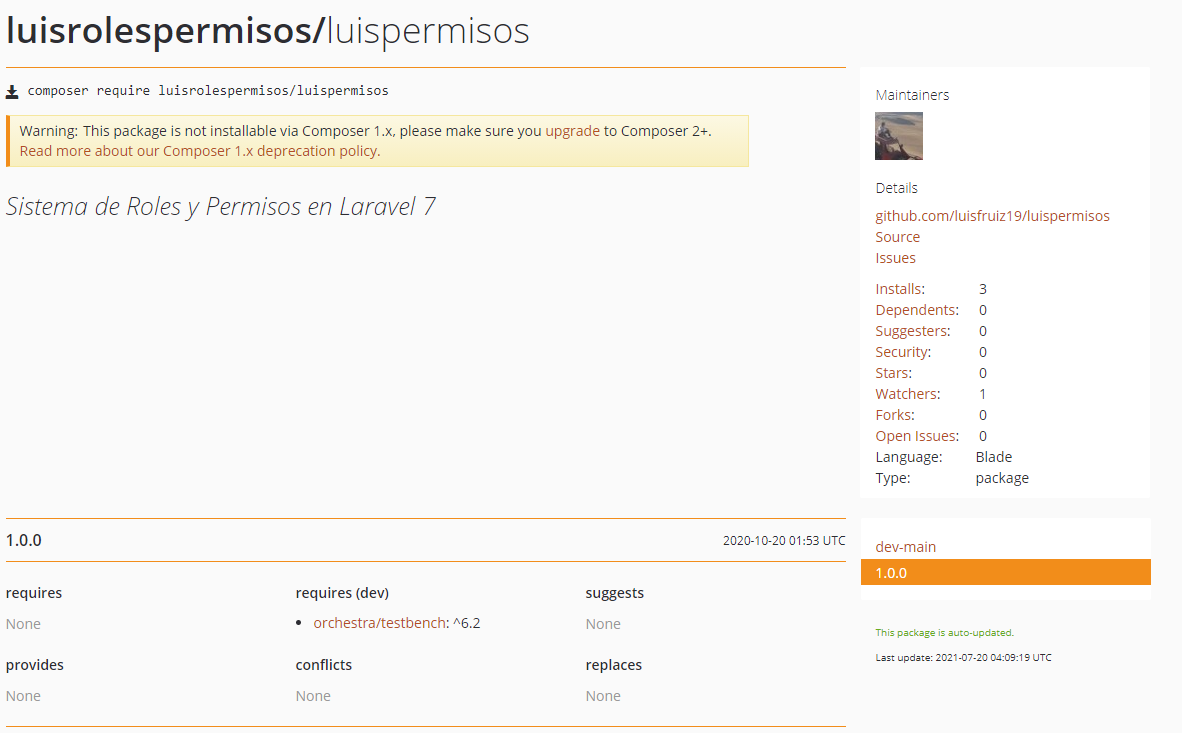 luisrolespermisos/luispermisos
composer require luisrolespermisos/luispermisos
Warning: This package is not installable via Composer 1.x, please make sure you upgrade to Composer 2+.
Read more about our Composer 1.x deprecation policy.
Sistema de Roles y Permisos en Laravel 7
Maintainers
Details
github.com/luisfruiz19/luispermisos
Source
Issues
Installs: 3
Dependents: 0
Suggesters: 0
Security: 0
Stars: 0
Watchers: 1
Forks: 0
Open Issues: 0
Language: Blade
Type: package
1.0.0 2020-10-20 01:53 UTC
requires requires (dev) suggests
None orchestra/testbench: ^6.2 None
provides conflicts replaces
None None None
dev-main
1.0.0
This package is auto-updated.
Last update: 2021-07-20 04:09:19 UTC